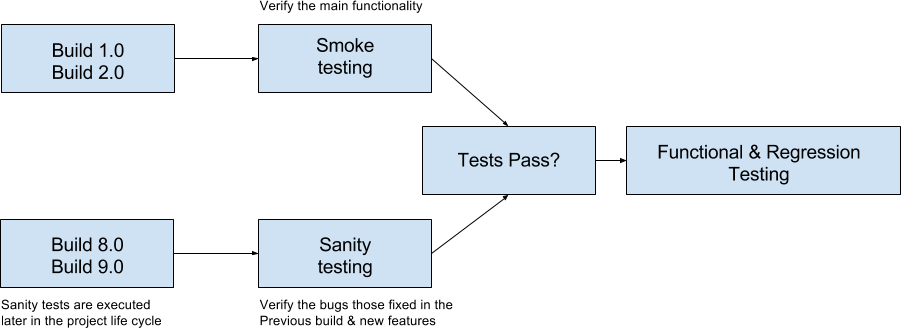 Verify the main functionality
Build 1.0
Build 2.0
Smoke
testing
Tests Pass?
Functional & Regression
Testing
Build 8.0
Build 9.0
Sanity
testing
Sanity tests are executed
later in the project life cycle
Verify the bugs those fixed in the
Previous build & new features